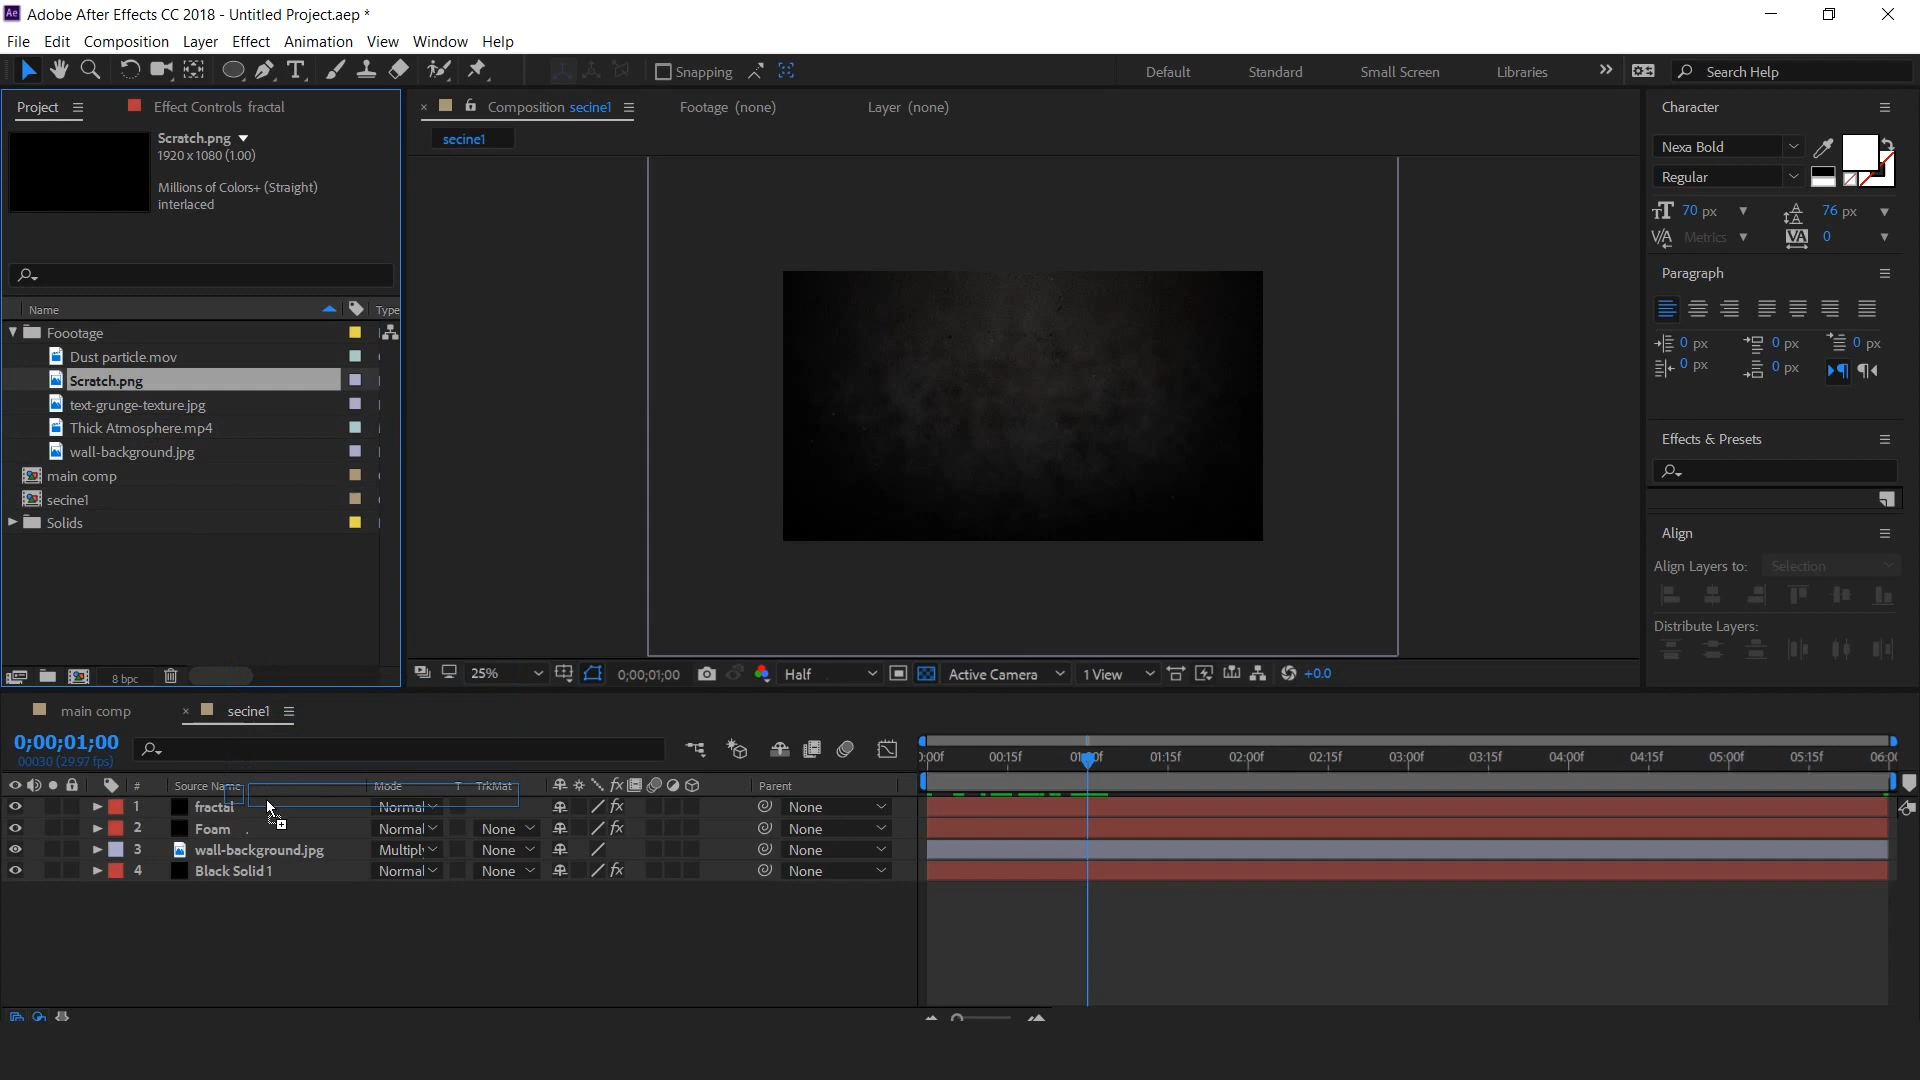 Adobe After Effects CC 2018 - Untitled Project.aep *
File Edit Composition Layer Effect Animation View Window Help
Snapping Default Standard Small Screen Libraries Search Help
Project Effect Controls fractal
Composition secine1 Footage (none) Layer (none)
Character
Scratch.png
1920 x 1080 (1.00)
Millions of Colors+ (Straight)
interlaced
secine1
Nexa Bold
Regular
70 px 76 px
Metrics 0
Paragraph
0 px 0 px 0 px
0 px 0 px
Effects & Presets
Align
Align Layers to: Selection
Distribute Layers:
Name Type
Foootage
Dust particle.mov
Scratch.png
text-grunge-texture.jpg
Thick Atmosphere.mp4
wall-background.jpg
main comp
secine1
Solids
8 bpc
25% 0;00;01;00 Half Active Camera 1 View +0.0
main comp secine1
0;00;01;00
00030 (29.97 fps)
):00f 00:15f 01:00f 01:15f 02:00f 02:15f 03:00f 03:15f 04:00f 04:15f 05:00f 05:15f 06:00
# Source Name Mode T TrkMat Parent
1 fractal Normal None
2 Foam Normal None None
3 wall-background.jpg Multiply None None
4 Black Solid 1 Normal None None